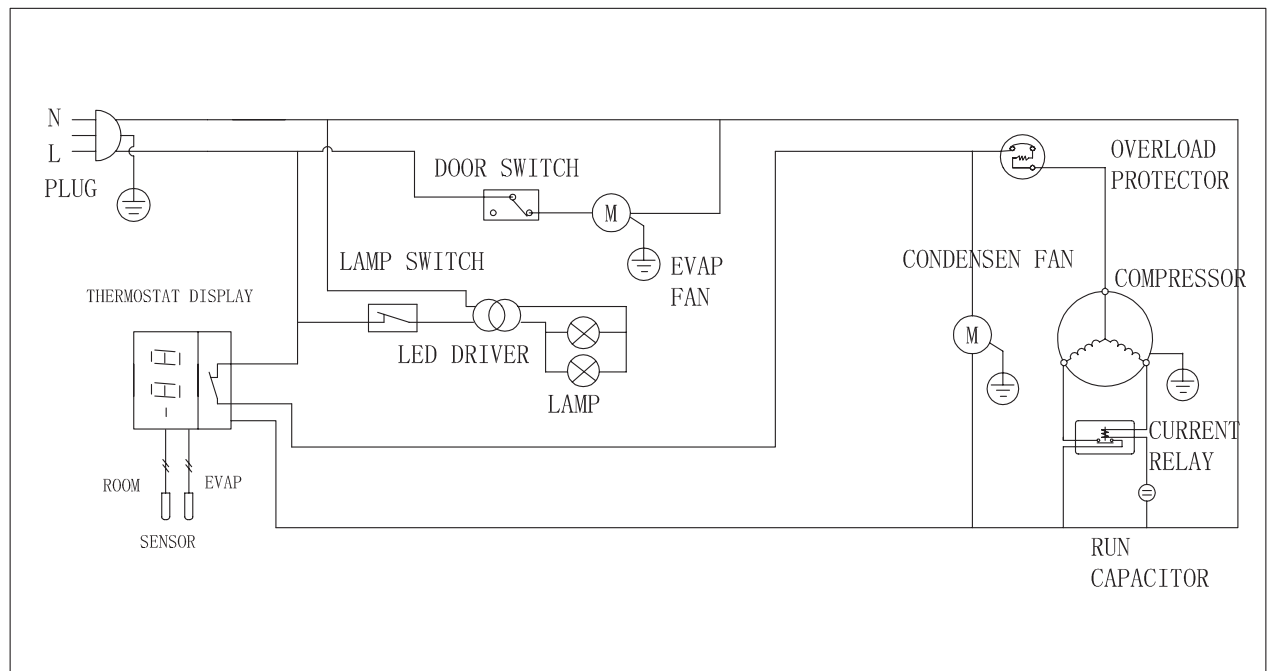 N
L
PLUG
DOOR SWITCH
M
EVAP
FAN
OVERLOAD
PROTECTOR
LAMP SWITCH
CONDENSEN FAN
COMPRESSOR
THERMOSTAT DISPLAY
M
LED DRIVER
LAMP
CURRENT
RELAY
ROOM
EVAP
SENSOR
RUN
CAPACITOR